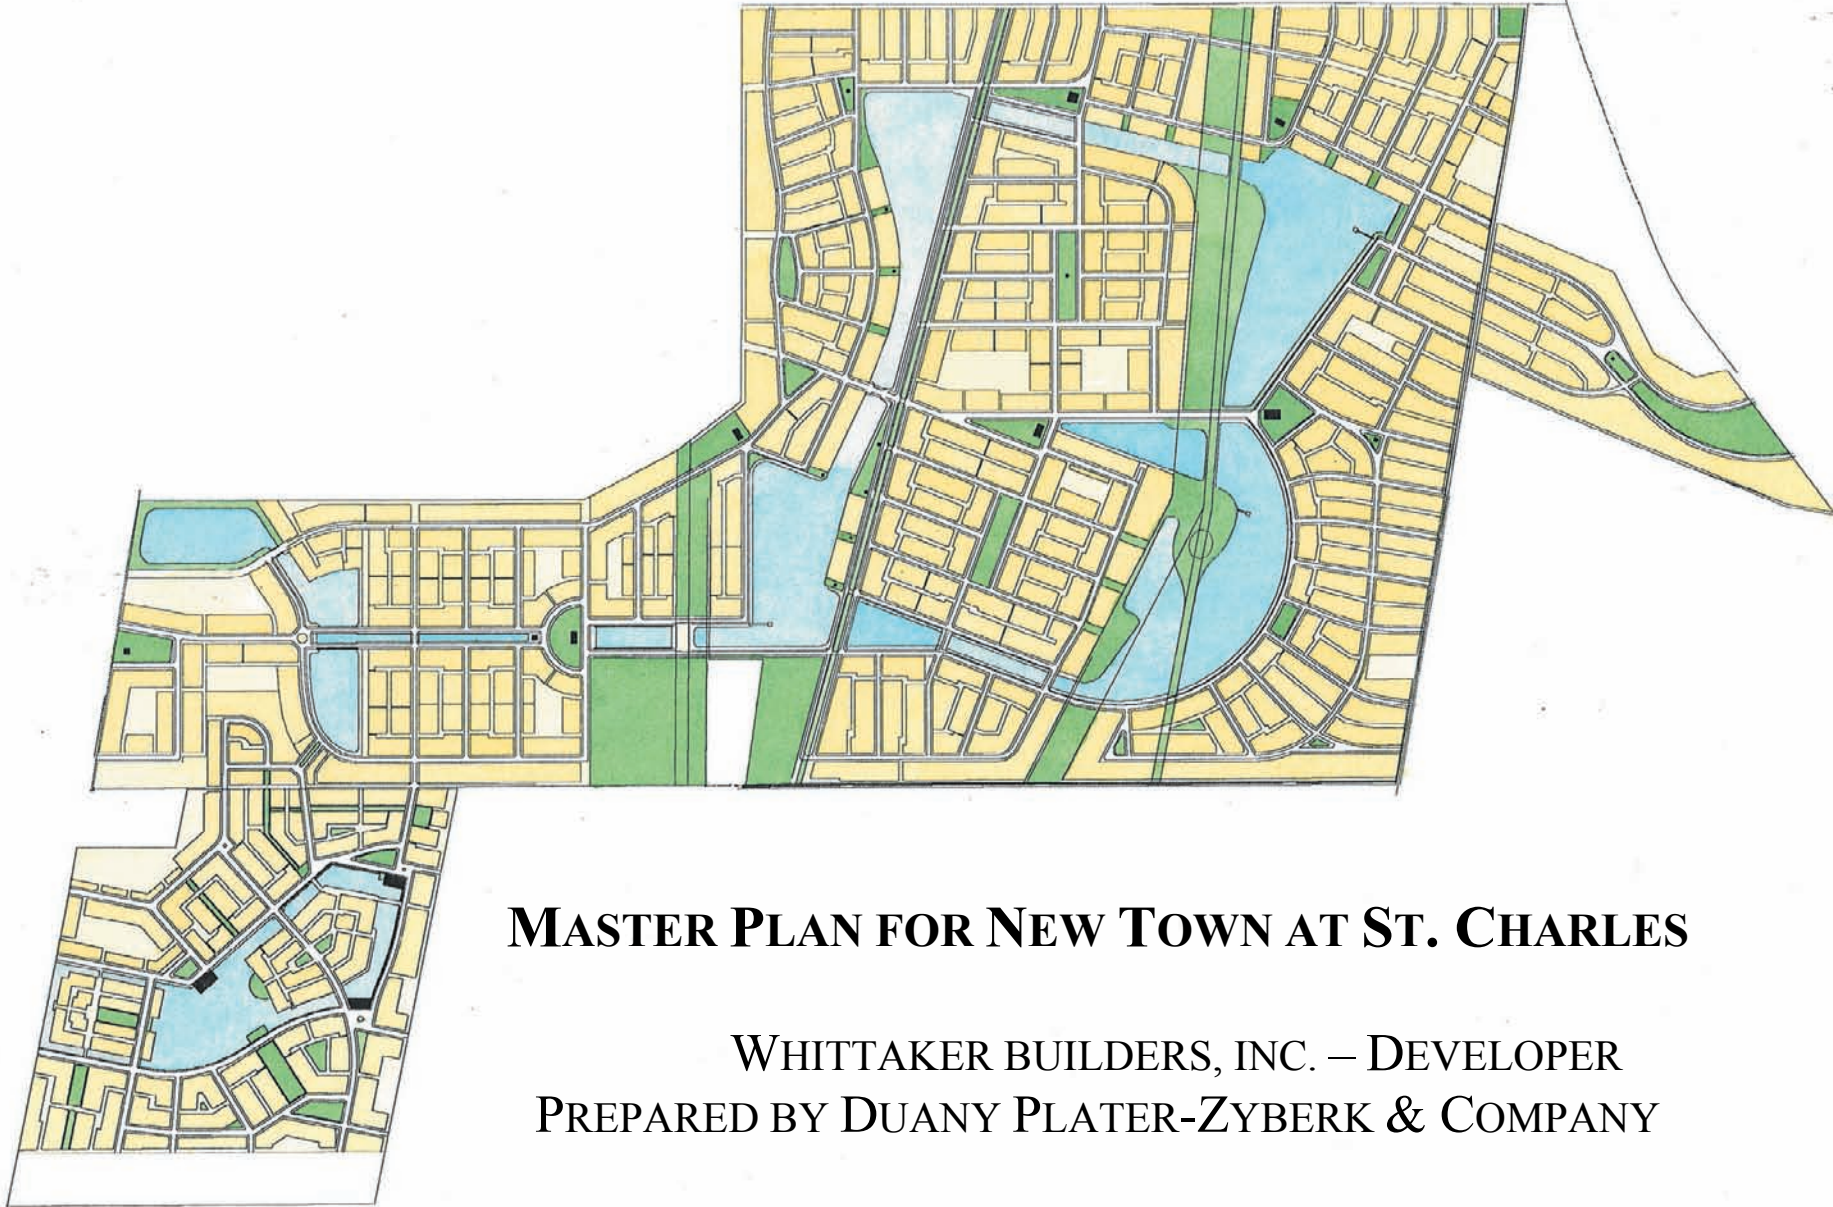 MASTER PLAN FOR NEW TOWN AT ST. CHARLES
WHITTAKER BUILDERS, INC. – DEVELOPER
PREPARED BY DUANY PLATER-ZYBERK & COMPANY